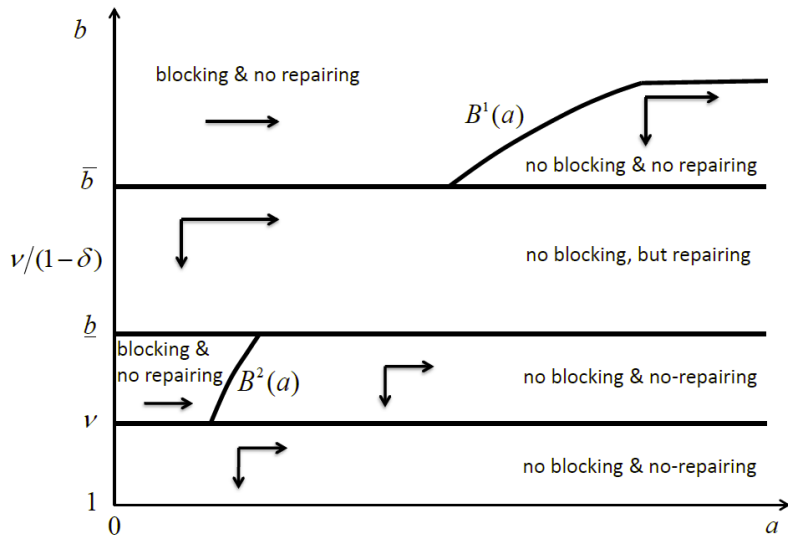 b
blocking & no repairing
B¹(a)
no blocking & no repairing
b̅
ν/(1−δ)
no blocking, but repairing
b̲
blocking &
no repairing
B²(a)
no blocking & no-repairing
ν
no blocking & no-repairing
1
0
a